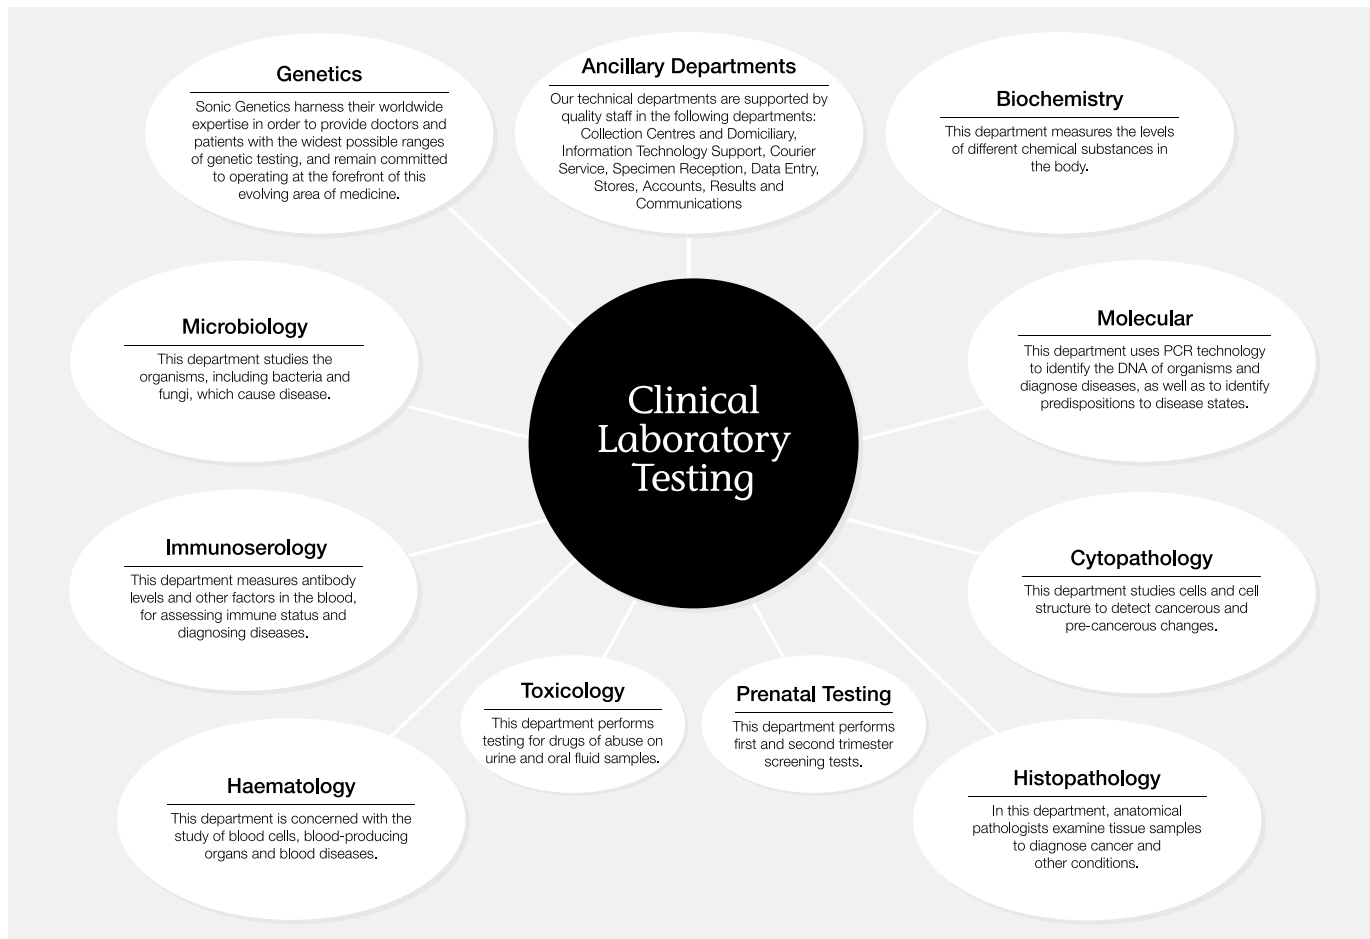 Genetics
Sonic Genetics harness their worldwide
expertise in order to provide doctors and
patients with the widest possible ranges
of genetic testing, and remain committed
to operating at the forefront of this
evolving area of medicine.
Ancillary Departments
Our technical departments are supported by
quality staff in the following departments:
Collection Centres and Domiciliary,
Information Technology Support, Courier
Service, Specimen Reception, Data Entry,
Stores, Accounts, Results and
Communications
Biochemistry
This department measures the levels
of different chemical substances in
the body.
Microbiology
This department studies the
organisms, including bacteria and
fungi, which cause disease.
Clinical
Laboratory
Testing
Molecular
This department uses PCR technology
to identify the DNA of organisms and
diagnose diseases, as well as to identify
predispositions to disease states.
Immunoserology
This department measures antibody
levels and other factors in the blood,
for assessing immune status and
diagnosing diseases.
Cytopathology
This department studies cells and cell
structure to detect cancerous and
pre-cancerous changes.
Haematology
This department is concerned with the
study of blood cells, blood-producing
organs and blood diseases.
Toxicology
This department performs
testing for drugs of abuse on
urine and oral fluid samples.
Prenatal Testing
This department performs
first and second trimester
screening tests.
Histopathology
In this department, anatomical
pathologists examine tissue samples
to diagnose cancer and
other conditions.